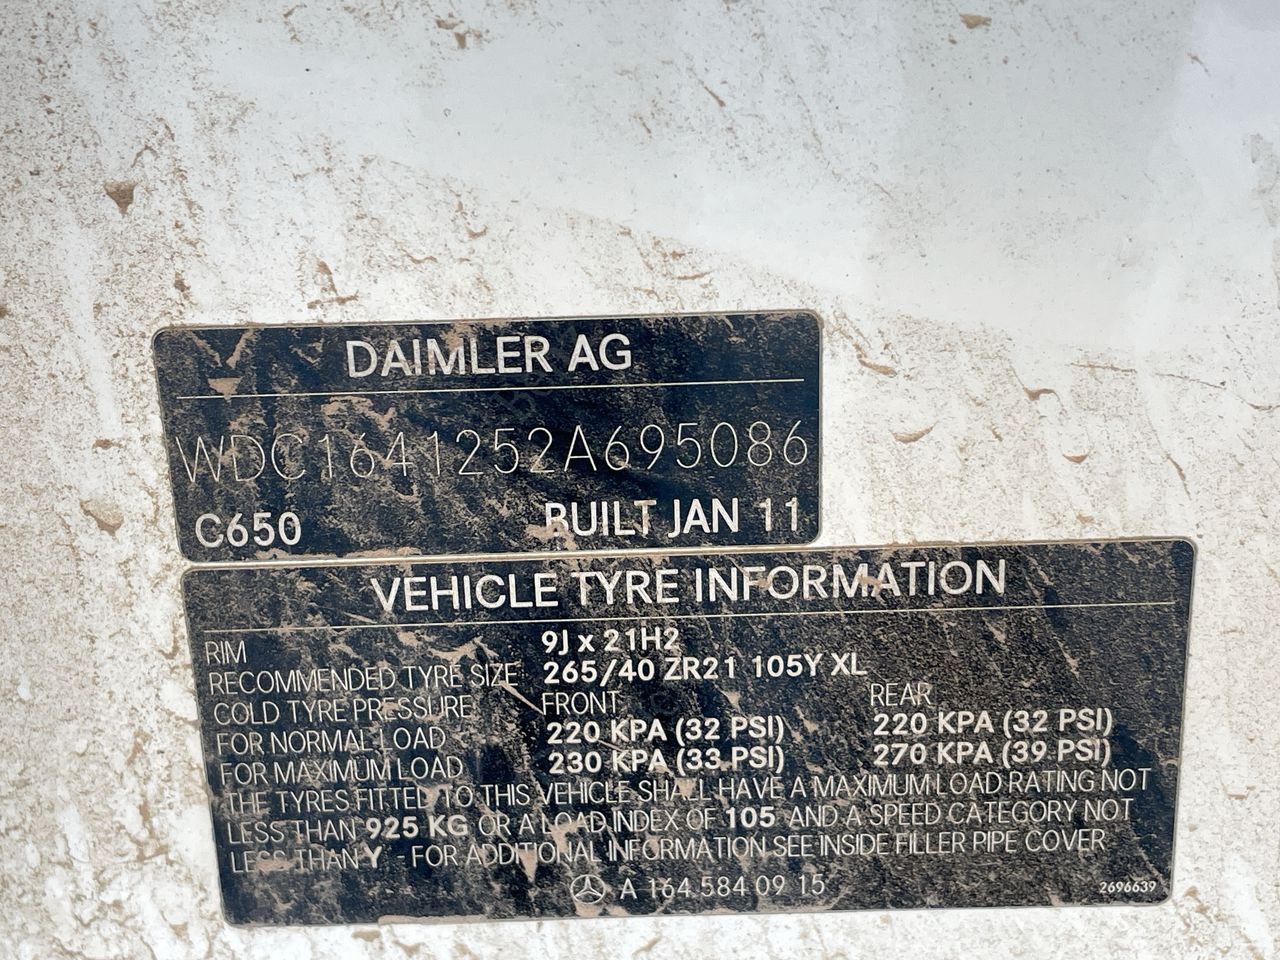 DAIMLER AG
WDC1641252A695086
C650 BUILT JAN 11
VEHICLE TYRE INFORMATION
RIM 9J x 21H2
RECOMMENDED TYRE SIZE 265/40 ZR21 105Y XL
COLD TYRE PRESSURE FRONT REAR
FOR NORMAL LOAD 220 KPA (32 PSI) 220 KPA (32 PSI)
FOR MAXIMUM LOAD 230 KPA (33 PSI) 270 KPA (39 PSI)
THE TYRES FITTED TO THIS VEHICLE SHALL HAVE A MAXIMUM LOAD RATING NOT
LESS THAN 925 KG OR A LOAD INDEX OF 105 AND A SPEED CATEGORY NOT
LESS THAN Y - FOR ADDITIONAL INFORMATION SEE INSIDE FILLER PIPE COVER
A 164 584 09 15 2696639